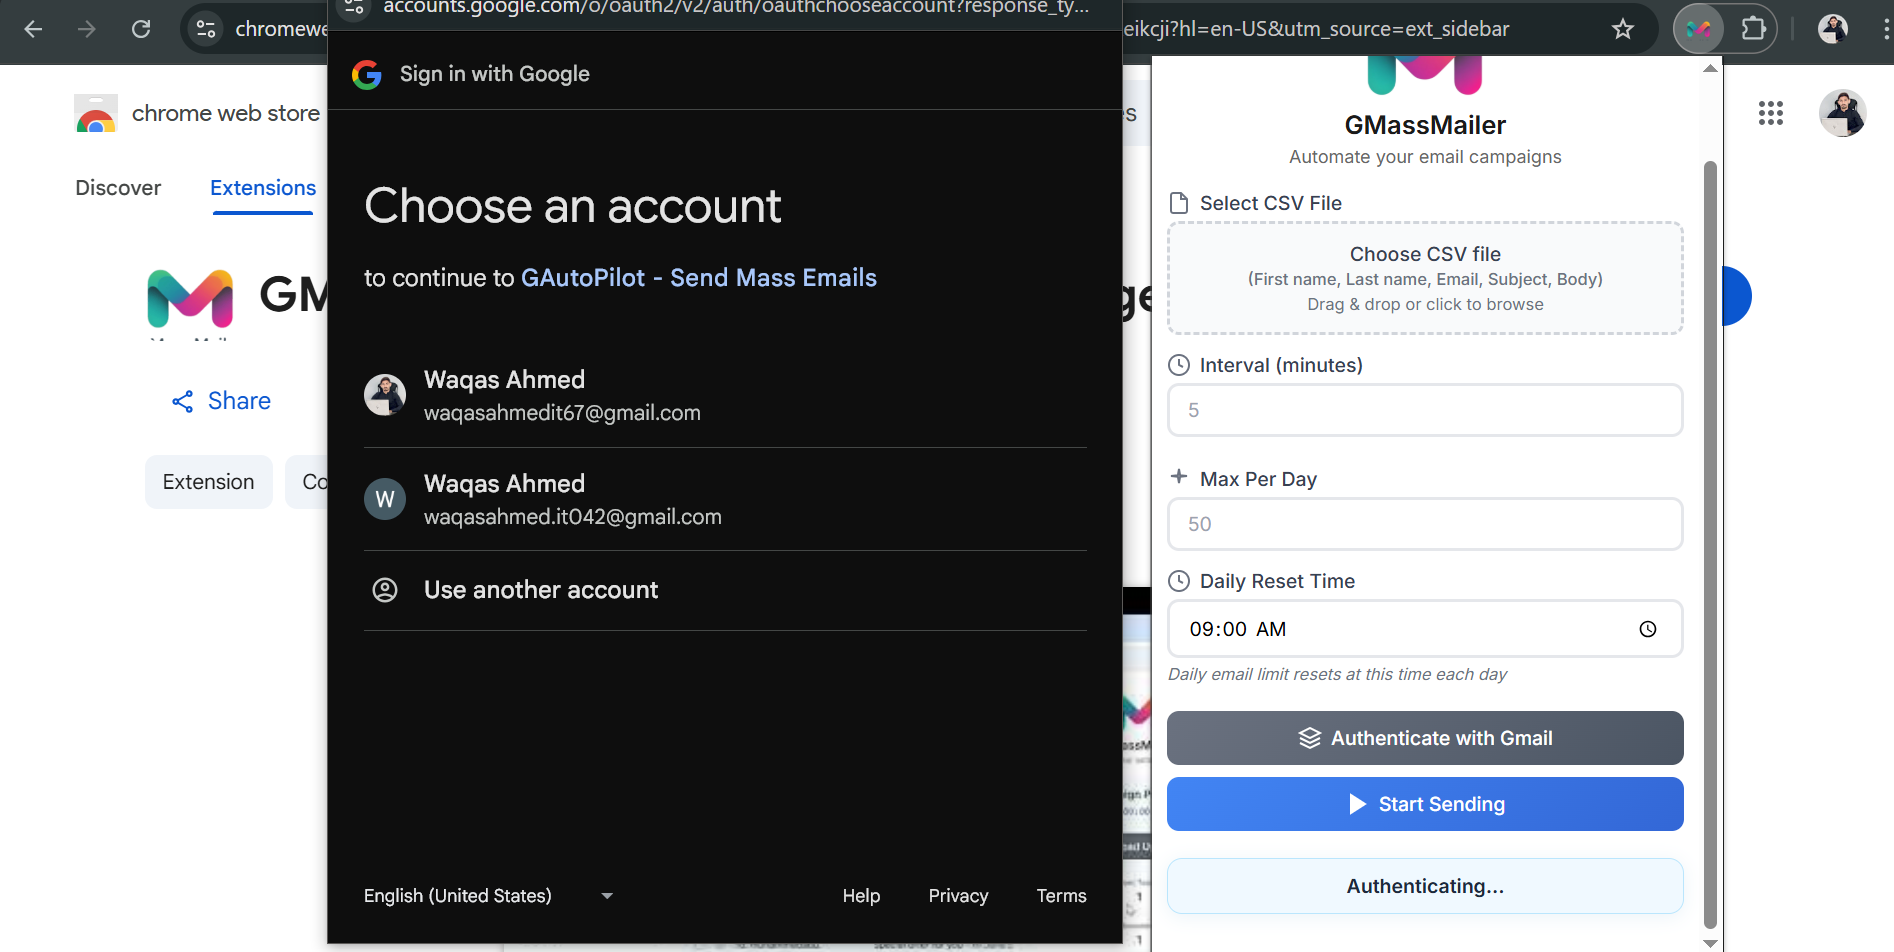 accounts.google.com/o/oauth2/v2/auth/oauthchooseaccount?response_ty...
eikcji?hl=en-US&utm_source=ext_sidebar
chrome web store
Discover
Extensions
GM
Share
Extension
Co
Sign in with Google
Choose an account
to continue to GAutoPilot - Send Mass Emails
Waqas Ahmed
waqasahmedit67@gmail.com
W
Waqas Ahmed
waqasahmed.it042@gmail.com
Use another account
English (United States)
Help
Privacy
Terms
GMassMailer
Automate your email campaigns
Select CSV File
Choose CSV file
(First name, Last name, Email, Subject, Body)
Drag & drop or click to browse
Interval (minutes)
5
Max Per Day
50
Daily Reset Time
09:00 AM
Daily email limit resets at this time each day
Authenticate with Gmail
Start Sending
Authenticating...